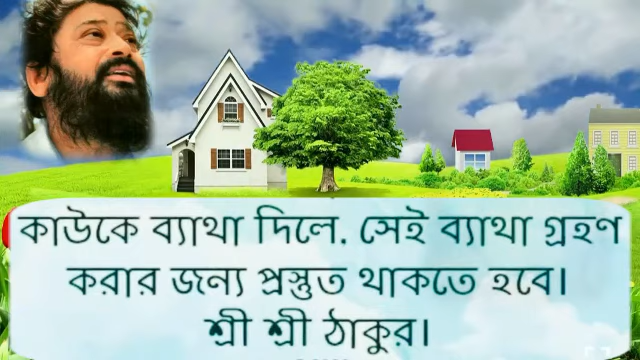 কাউকে ব্যাথা দিলে. সেই ব্যাথা গ্রহণ
করার জন্য প্রস্তুত থাকতে হবে।
শ্রী শ্রী ঠাকুর।